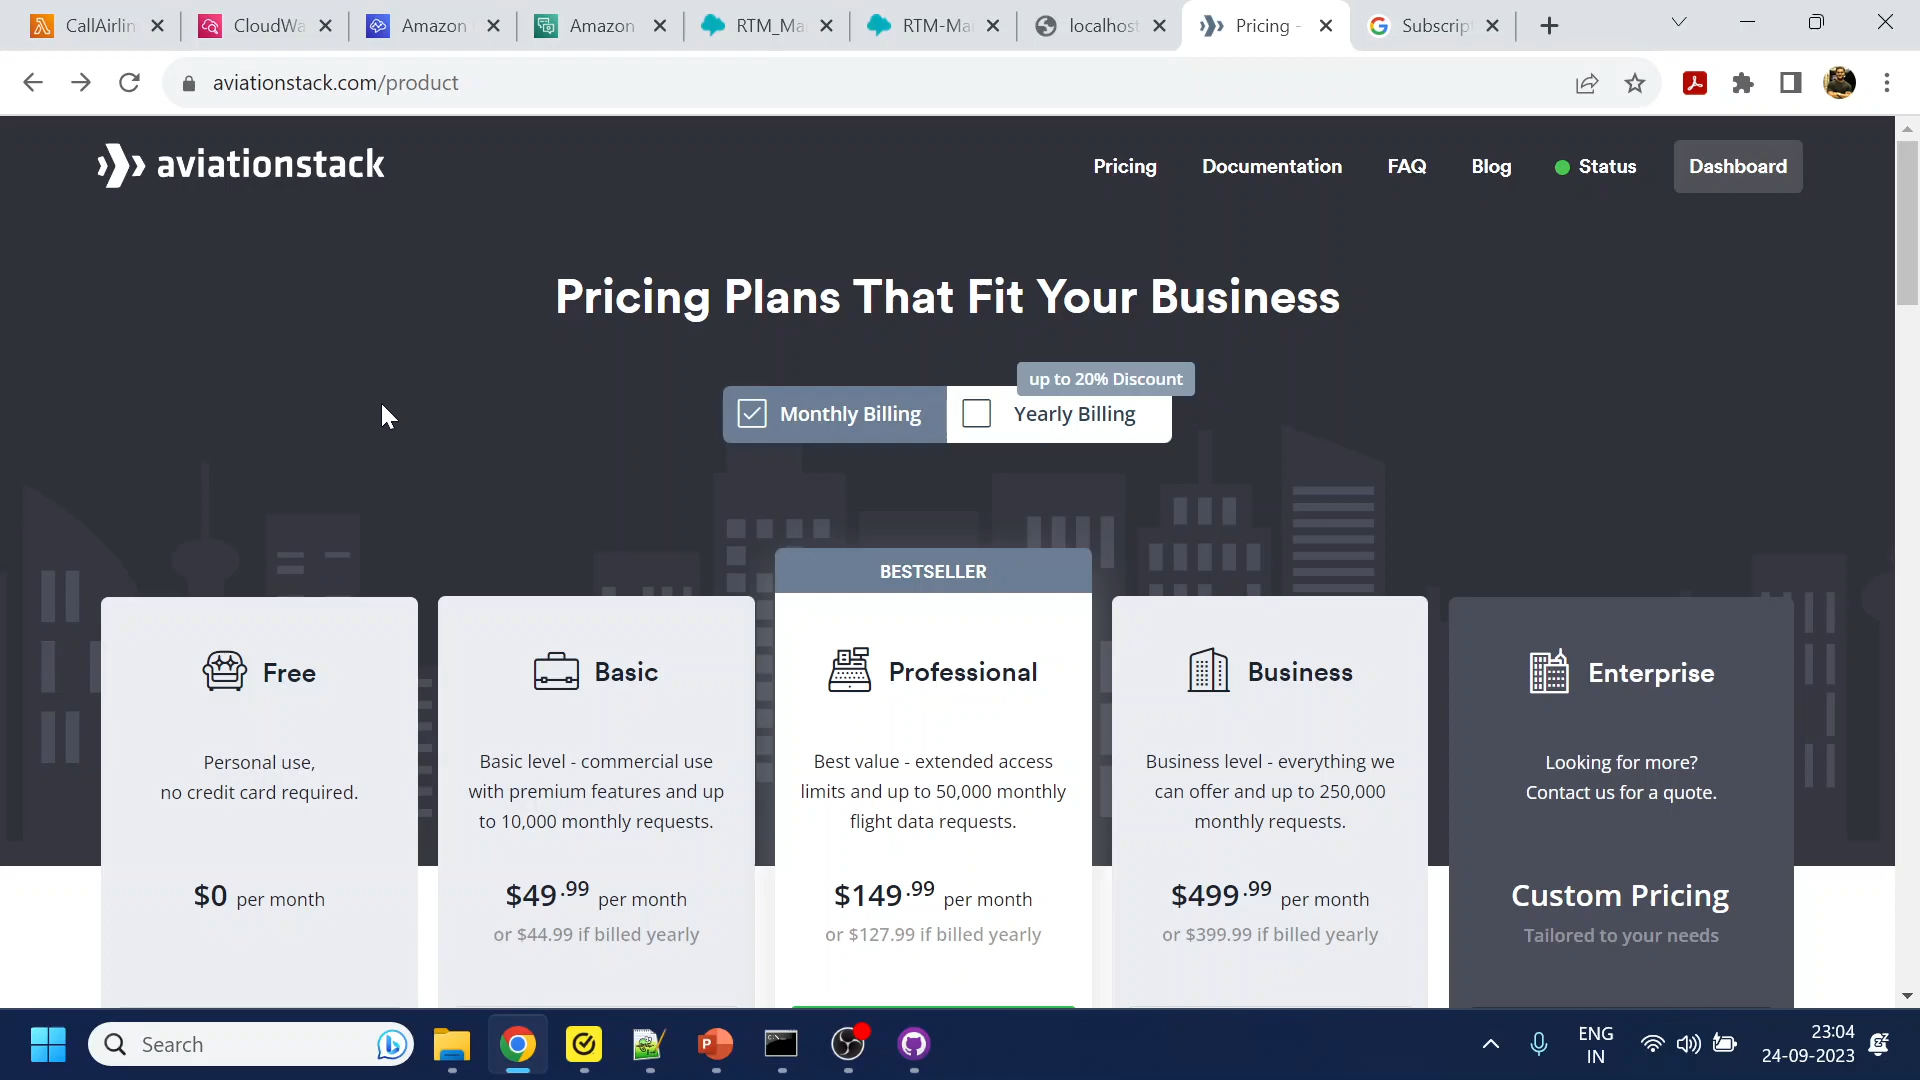 CallAirlin
CloudWa
Amazon
Amazon
RTM_Ma
RTM-Mai
localhost
Pricing -
Subscrip
aviationstack.com/product
aviationstack
Pricing
Documentation
FAQ
Blog
Status
Dashboard
Pricing Plans That Fit Your Business
up to 20% Discount
Monthly Billing
Yearly Billing
BESTSELLER
Free
Personal use,
no credit card required.
$0 per month
Basic
Basic level - commercial use
with premium features and up
to 10,000 monthly requests.
$49.99 per month
or $44.99 if billed yearly
Professional
Best value - extended access
limits and up to 50,000 monthly
flight data requests.
$149.99 per month
or $127.99 if billed yearly
Business
Business level - everything we
can offer and up to 250,000
monthly requests.
$499.99 per month
or $399.99 if billed yearly
Enterprise
Looking for more?
Contact us for a quote.
Custom Pricing
Tailored to your needs
Search
ENG
IN
23:04
24-09-2023